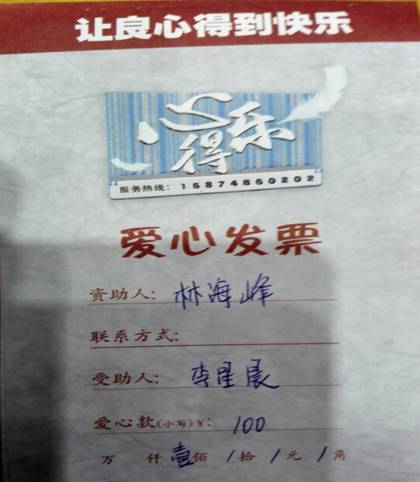 让良心得到快乐
心得乐
服务热线：15874860202
爱心发票
资助人：林海峰
联系方式：
受助人：李星晨
爱心款(小写)￥：100
万 仟壹佰/拾/元/角